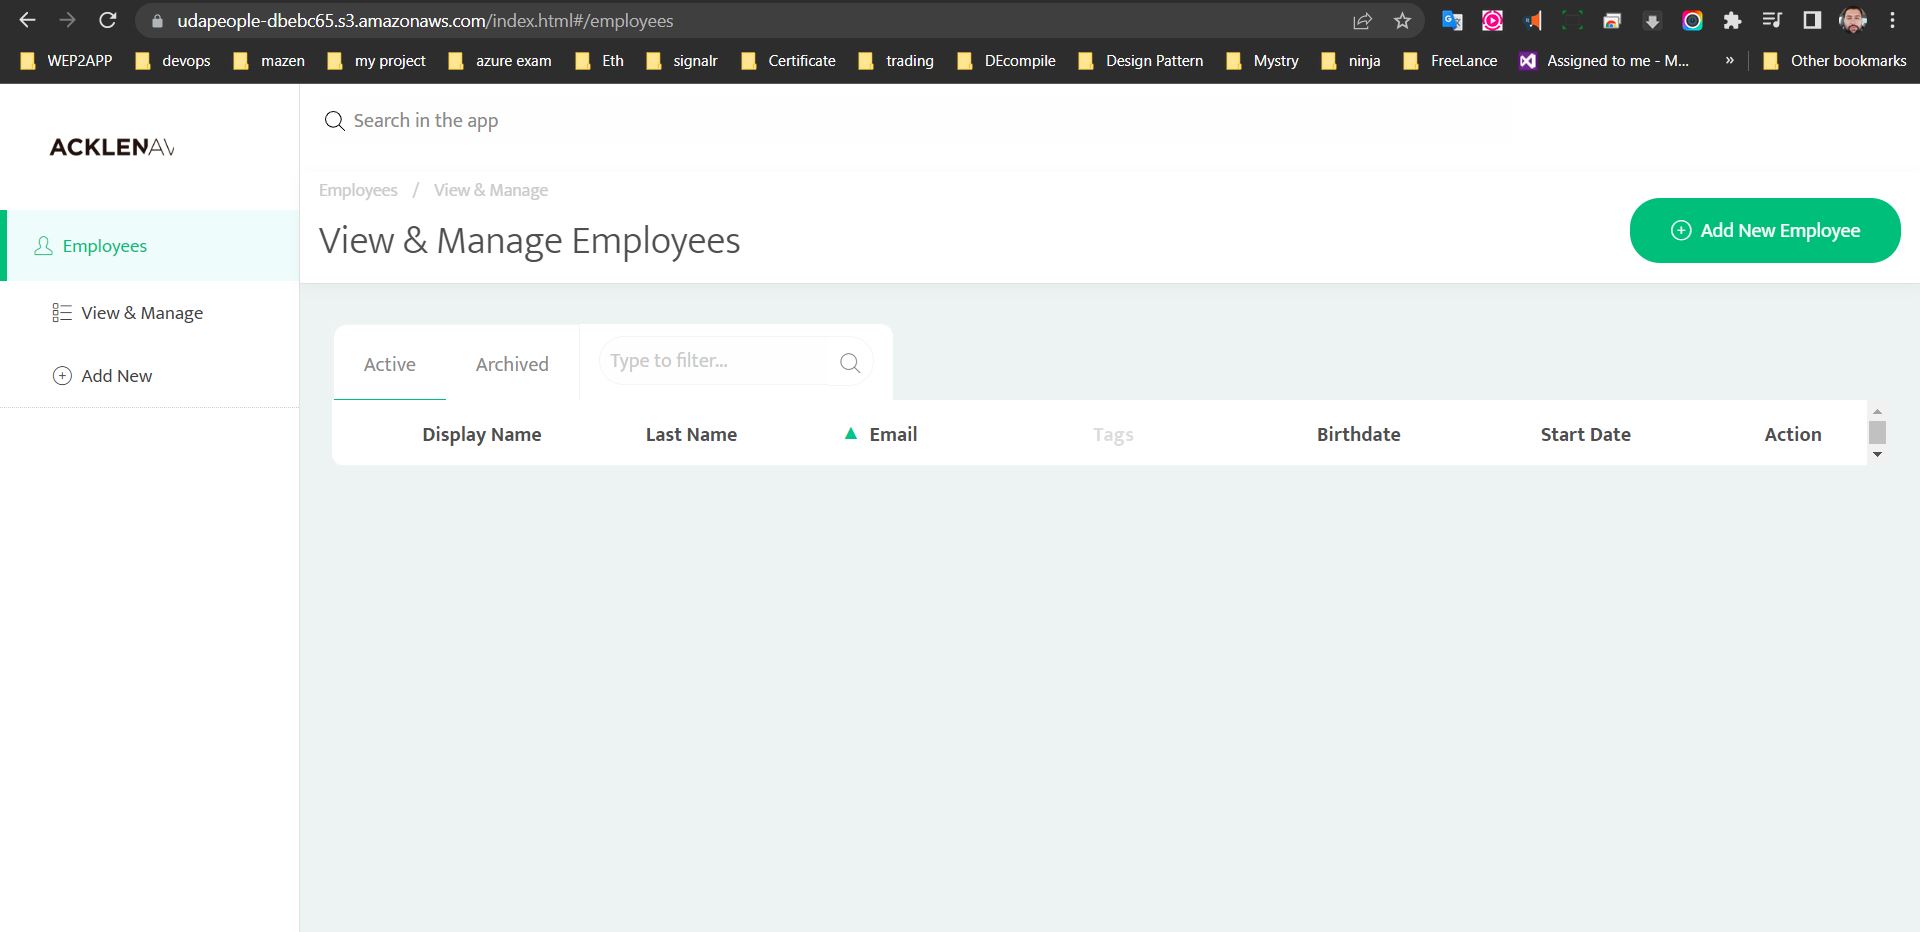 udapeople-dbebc65.s3.amazonaws.com/index.html#/employees
WEP2APP devops mazen my project azure exam Eth signalr Certificate trading DEcompile Design Pattern Mystry ninja FreeLance Assigned to me - M... » Other bookmarks
ACKLENAV
Search in the app
Employees / View & Manage
View & Manage Employees
Add New Employee
Employees
View & Manage
Add New
Active Archived Type to filter...
Display Name Last Name Email Tags Birthdate Start Date Action